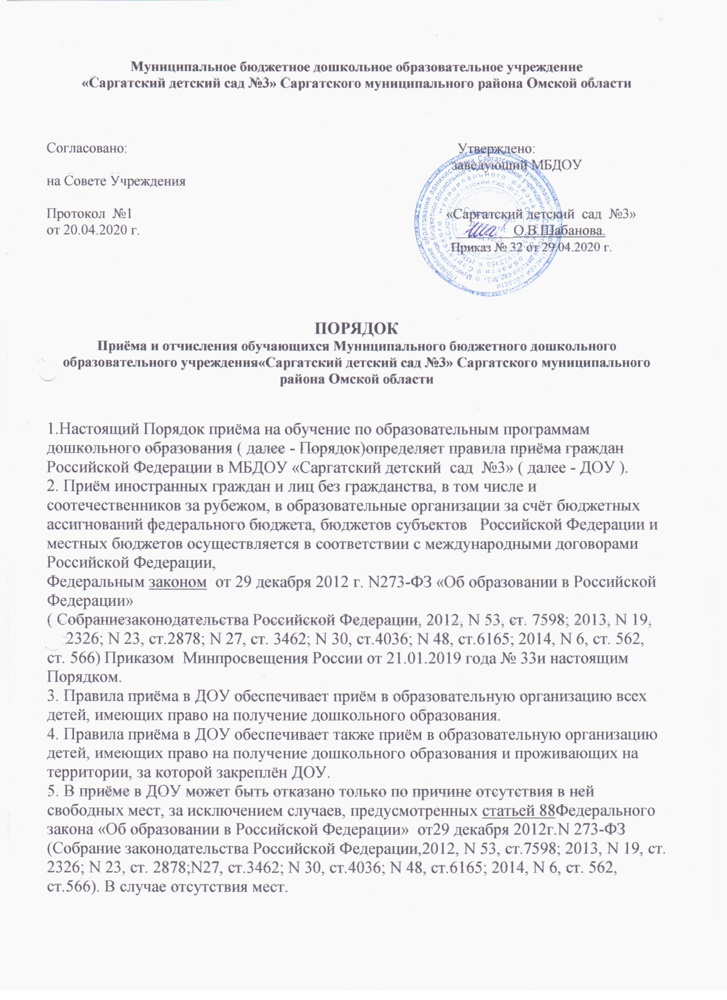 Муниципальное бюджетное дошкольное образовательное учреждение
«Саргатский детский сад №3» Саргатского муниципального района Омской области
Согласовано:
Утверждено:
заведующий МБДОУ
на Совете Учреждения
Протокол №1
«Саргатский детский сад №3»
от 20.04.2020 г.
О.В.Шабанова.
Приказ № 32 от 29.04.2020 г.
ПОРЯДОК
Приёма и отчисления обучающихся Муниципального бюджетного дошкольного
образовательного учреждения«Саргатский детский сад №3» Саргатского муниципального
района Омской области
1.Настоящий Порядок приёма на обучение по образовательным программам
дошкольного образования ( далее - Порядок)определяет правила приёма граждан
Российской Федерации в МБДОУ «Саргатский детский сад №3» ( далее - ДОУ ).
2. Приём иностранных граждан и лиц без гражданства, в том числе и
соотечественников за рубежом, в образовательные организации за счёт бюджетных
ассигнований федерального бюджета, бюджетов субъектов Российской Федерации и
местных бюджетов осуществляется в соответствии с международными договорами
Российской Федерации,
Федеральным законом от 29 декабря 2012 г. N273-ФЗ «Об образовании в Российской
Федерации»
( Собраниезаконодательства Российской Федерации, 2012, N 53, ст. 7598; 2013, N 19,
2326; N 23, ст.2878; N 27, ст. 3462; N 30, ст.4036; N 48, ст.6165; 2014, N 6, ст. 562,
ст. 566) Приказом Минпросвещения России от 21.01.2019 года № 33и настоящим
Порядком.
3. Правила приёма в ДОУ обеспечивает приём в образовательную организацию всех
детей, имеющих право на получение дошкольного образования.
4. Правила приёма в ДОУ обеспечивает также приём в образовательную организацию
детей, имеющих право на получение дошкольного образования и проживающих на
территории, за которой закреплён ДОУ.
5. В приёме в ДОУ может быть отказано только по причине отсутствия в ней
свободных мест, за исключением случаев, предусмотренных статьей 88Федерального
закона «Об образовании в Российской Федерации» от29 декабря 2012г.N 273-ФЗ
(Собрание законодательства Российской Федерации,2012, N 53, ст.7598; 2013, N 19, ст.
2326; N 23, ст. 2878;N27, ст.3462; N 30, ст.4036; N 48, ст.6165; 2014, N 6, ст. 562,
ст.566). В случае отсутствия мест.